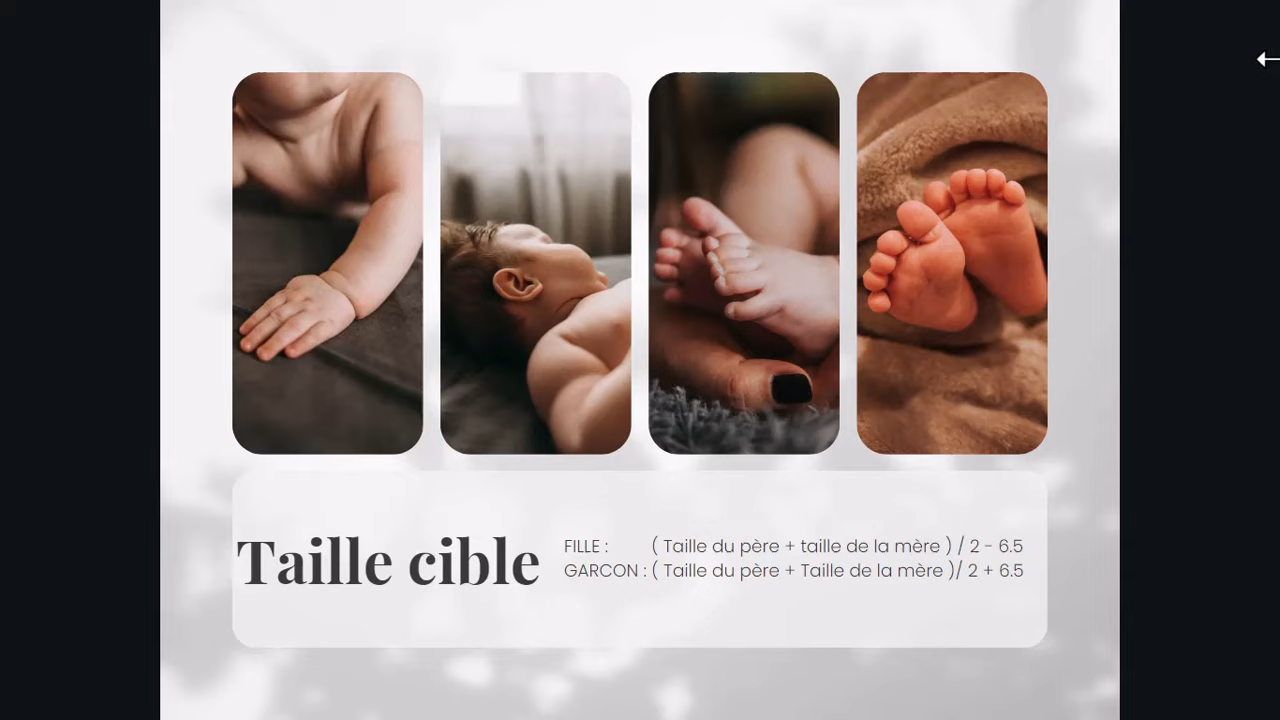 Taille cible
FILLE : ( Taille du père + taille de la mère ) / 2 - 6.5
GARCON : ( Taille du père + Taille de la mère )/ 2 + 6.5